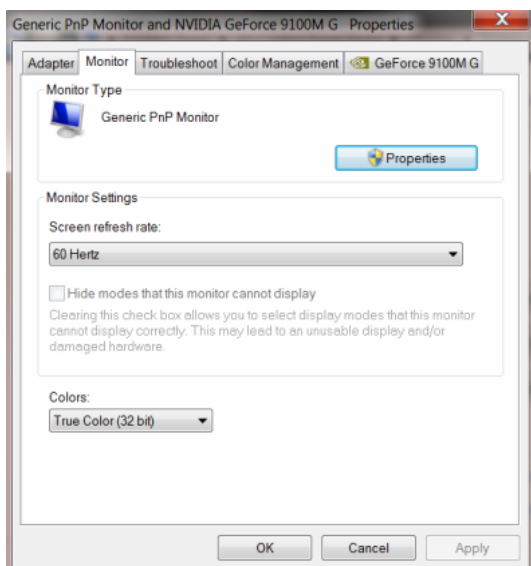 Generic PnP Monitor and NVIDIA GeForce 9100M G Properties
X
Adapter Monitor Troubleshoot Color Management GeForce 9100M G
Monitor Type
Generic PnP Monitor
Properties
Monitor Settings
Screen refresh rate:
60 Hertz
Hide modes that this monitor cannot display
Clearing this check box allows you to select display modes that this monitor
cannot display correctly. This may lead to an unusable display and/or
damaged hardware.
Colors:
True Color (32 bit)
OK Cancel Apply